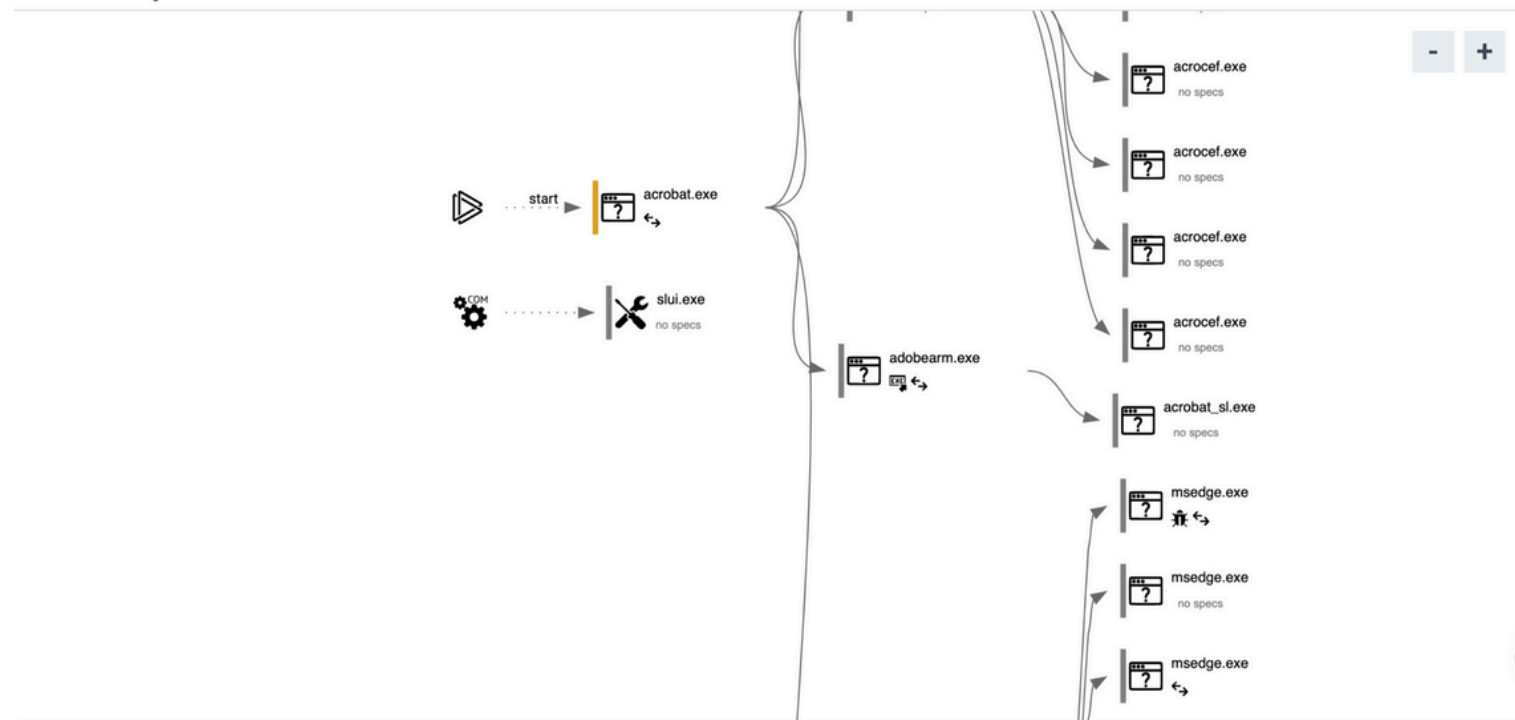 - +
acrocef.exe
no specs
acrocef.exe
no specs
start
acrobat.exe
acrocef.exe
no specs
COM
slui.exe
no specs
acrocef.exe
no specs
adobearm.exe
EXE
acrobat_sl.exe
no specs
msedge.exe
msedge.exe
no specs
msedge.exe